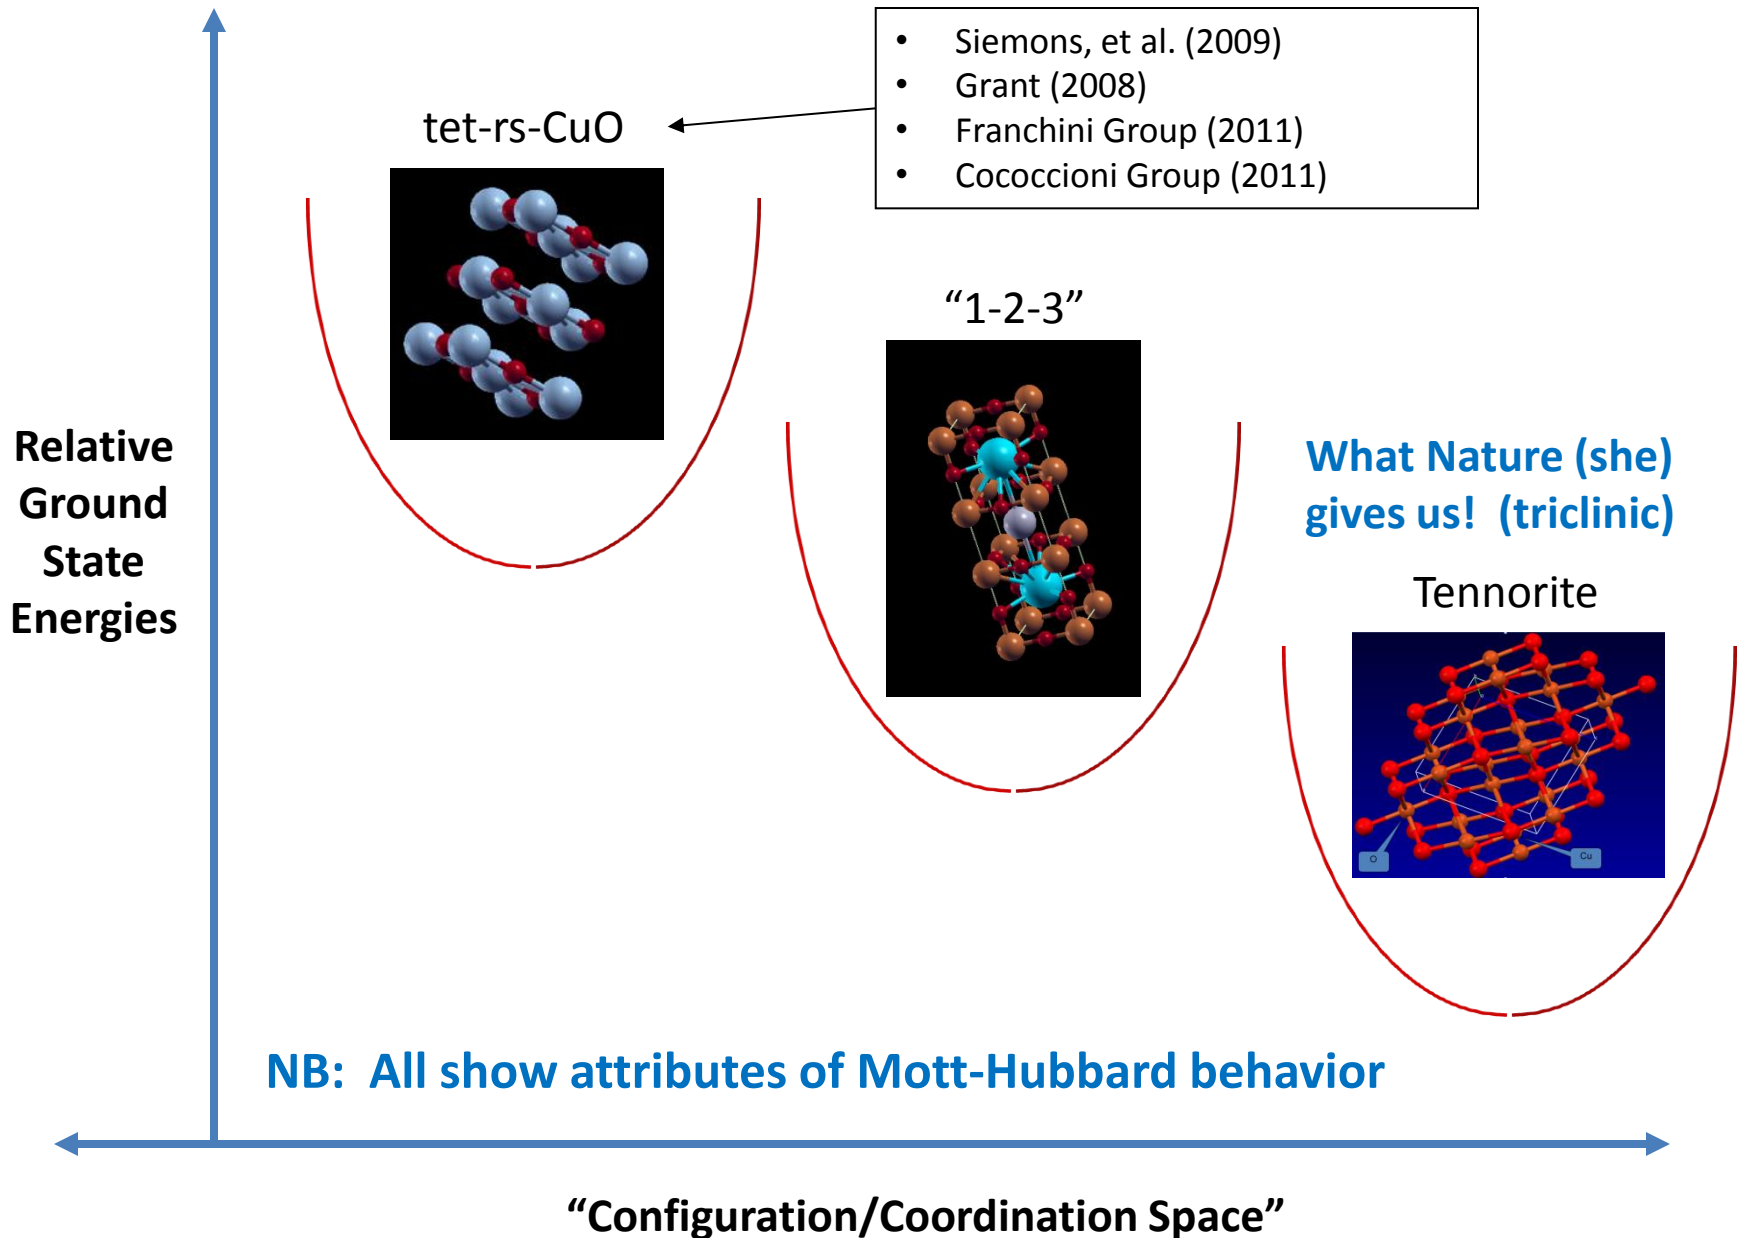 • Siemons, et al. (2009)
• Grant (2008)
• Franchini Group (2011)
• Cococcioni Group (2011)
tet-rs-CuO
“1-2-3”
What Nature (she)
gives us!  (triclinic)
Tennorite
O
Cu
Relative
Ground
State
Energies
NB:  All show attributes of Mott-Hubbard behavior
“Configuration/Coordination Space”